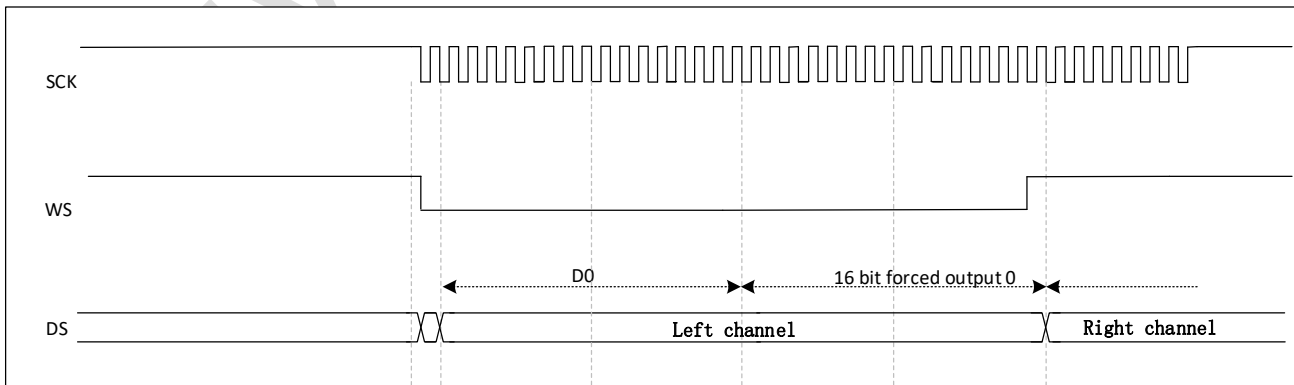 SCK
WS
D0
16 bit forced output 0
DS
Left channel
Right channel